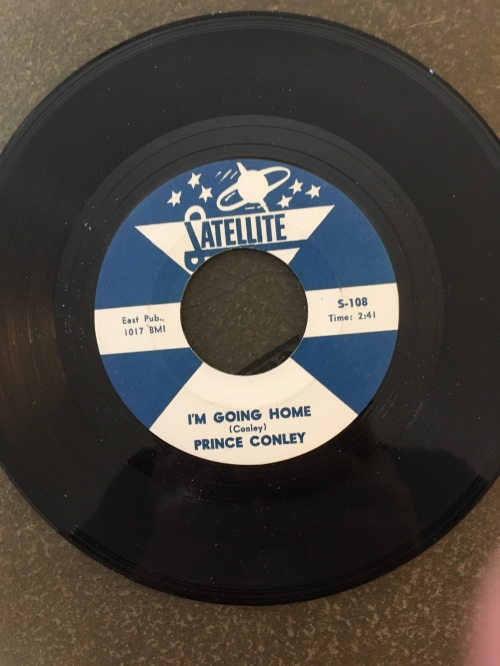 SATELLITE
East Pub.,
1017 BMI
S-108
Time: 2:41
I'M GOING HOME
(Conley)
PRINCE CONLEY